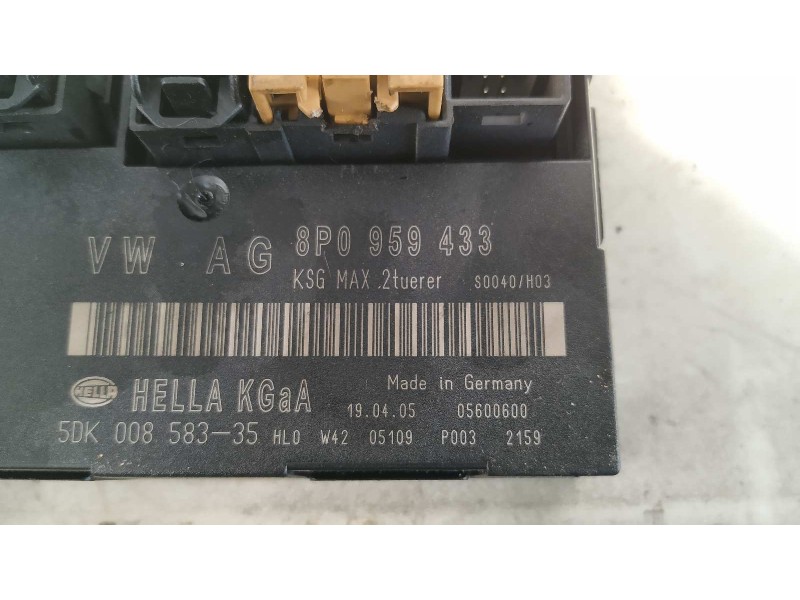 VW AG 8P0 959 433
KSG MAX 2tuerer S0040/H03
HELLA HELLA KGaA Made in Germany
19.04.05 05600600
5DK 008 583-35 HL0 W42 05109 P003 2159